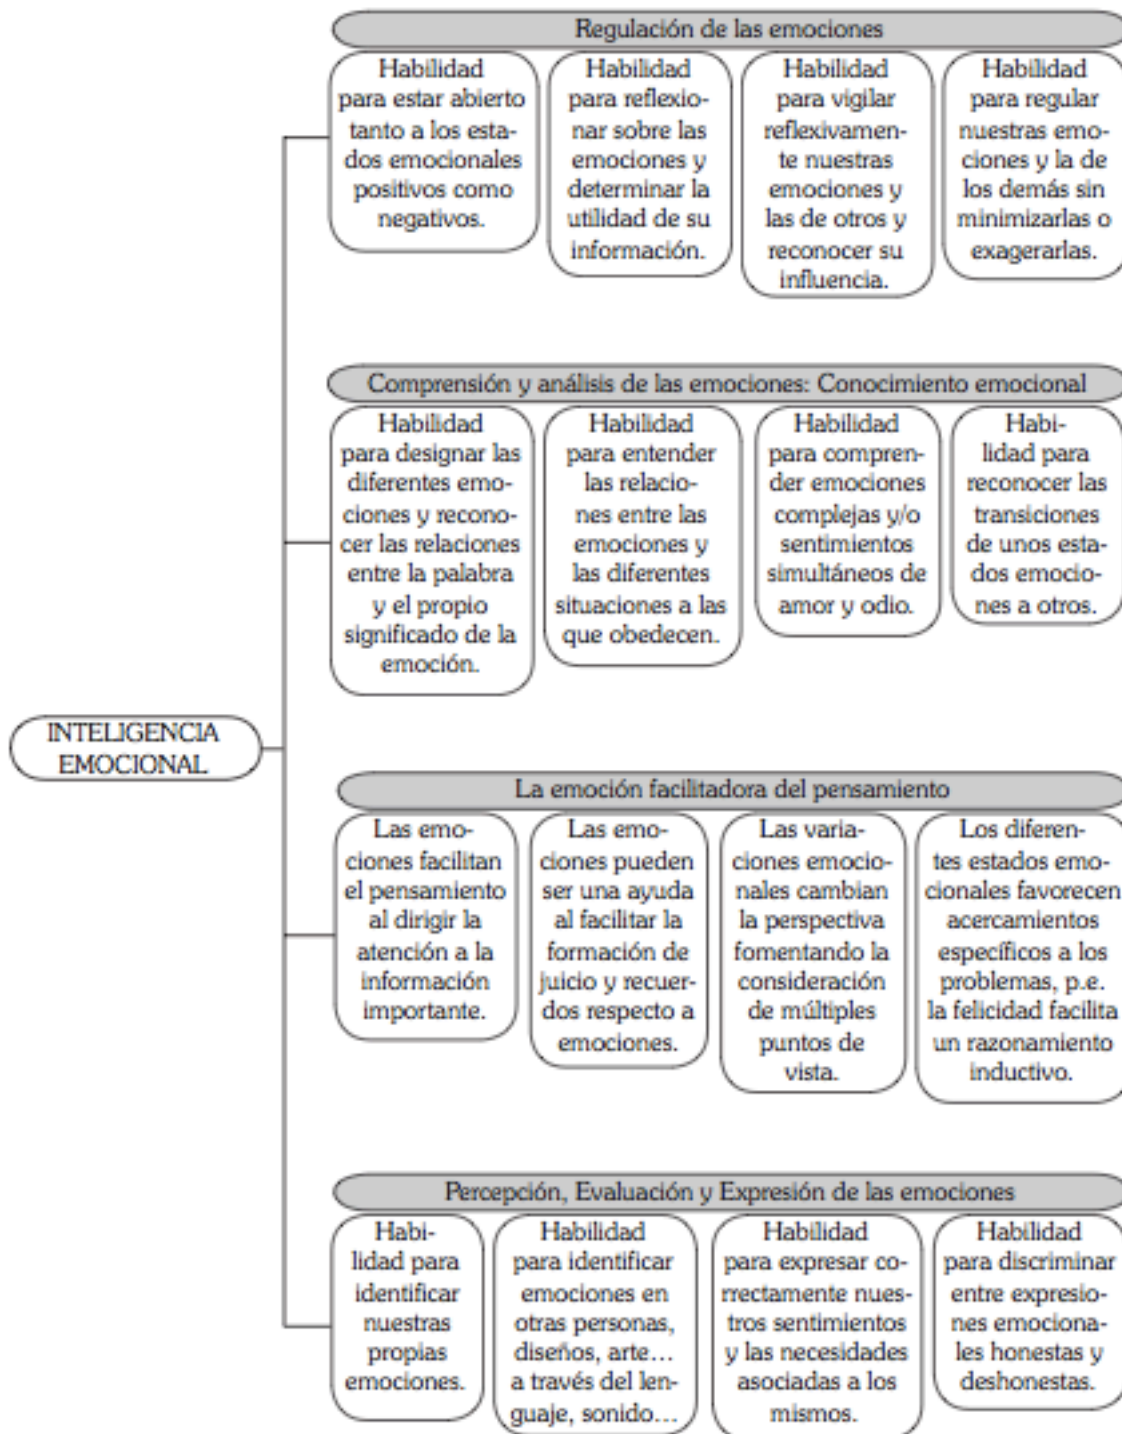 Regulación de las emociones
Habilidad
para estar abierto
tanto a los esta-
dos emocionales
positivos como
negativos.
Habilidad
para reflexio-
nar sobre las
emociones y
determinar la
utilidad de su
información.
Habilidad
para vigilar
reflexivamen-
te nuestras
emociones y
las de otros y
reconocer su
influencia.
Habilidad
para regular
nuestras emo-
ciones y la de
los demás sin
minimizarlas o
exagerarlas.
Comprensión y análisis de las emociones: Conocimiento emocional
Habilidad
para designar las
diferentes emo-
ciones y recono-
cer las relaciones
entre la palabra
y el propio
significado de la
emoción.
Habilidad
para entender
las relacio-
nes entre las
emociones y
las diferentes
situaciones a las
que obedecen.
Habilidad
para compren-
der emociones
complejas y/o
sentimientos
simultáneos de
amor y odio.
Habi-
lidad para
reconocer las
transiciones
de unos esta-
dos emocio-
nes a otros.
INTELIGENCIA
EMOCIONAL
La emoción facilitadora del pensamiento
Las emo-
ciones facilitan
el pensamiento
al dirigir la
atención a la
información
importante.
Las emo-
ciones pueden
ser una ayuda
al facilitar la
formación de
juicio y recuer-
dos respecto a
emociones.
Las varia-
ciones emocio-
nales cambian
la perspectiva
fomentando la
consideración
de múltiples
puntos de
vista.
Los diferen-
tes estados emo-
cionales favorecen
acercamientos
específicos a los
problemas, p.e.
la felicidad facilita
un razonamiento
inductivo.
Percepción, Evaluación y Expresión de las emociones
Habi-
lidad para
identificar
nuestras
propias
emociones.
Habilidad
para identificar
emociones en
otras personas,
diseños, arte…
a través del len-
guaje, sonido…
Habilidad
para expresar co-
rrectamente nues-
tros sentimientos
y las necesidades
asociadas a los
mismos.
Habilidad
para discriminar
entre expresio-
nes emociona-
les honestas y
deshonestas.